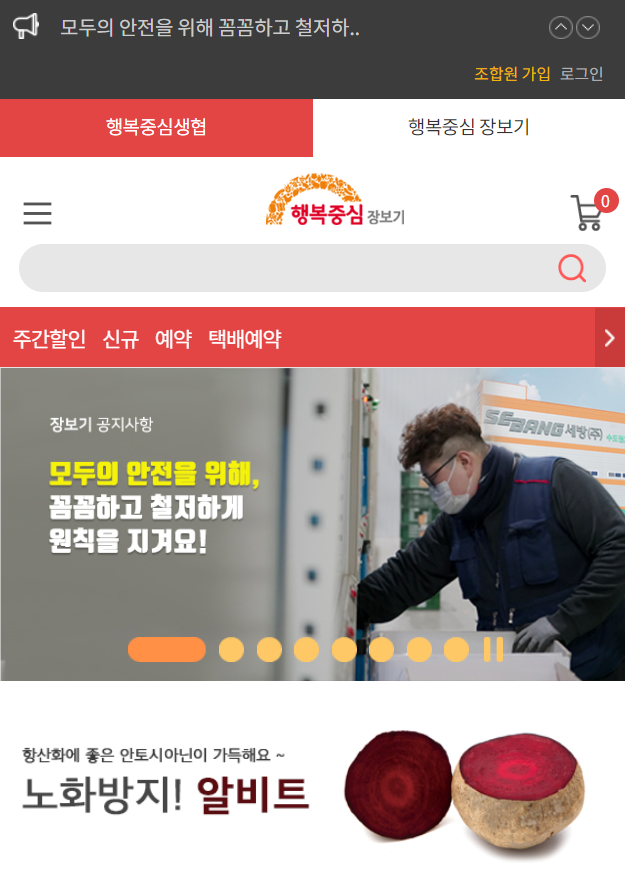 모두의 안전을 위해 꼼꼼하고 철저하..
조합원 가입 로그인
행복중심생협 행복중심 장보기
행복중심 장보기
0
주간할인 신규 예약 택배예약
장보기 공지사항
SEBANG 세방(주)
모두의 안전을 위해,
꼼꼼하고 철저하게
원칙을 지겨요!
항산화에 좋은 안토시아닌이 가득해요 ~
노화방지! 알비트